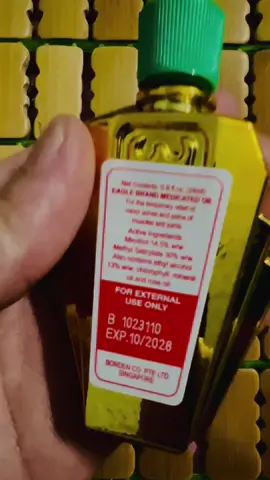 Net Contents: 0.8 fl. oz. (24ml)
EAGLE BRAND MEDICATED OIL
For the temporary relief of
minor aches and pains of
muscles and joints.
Active Ingredients
Menthol 14.5% w/w
Methyl Salicylate 30% w/w
Also contains ethyl alcohol
13% w/w, chlorophyll, mineral
oil and rose oil.
FOR EXTERNAL
USE ONLY
B 1023110
EXP.10/2028
BORDEN CO. PTE LTD.
SINGAPORE